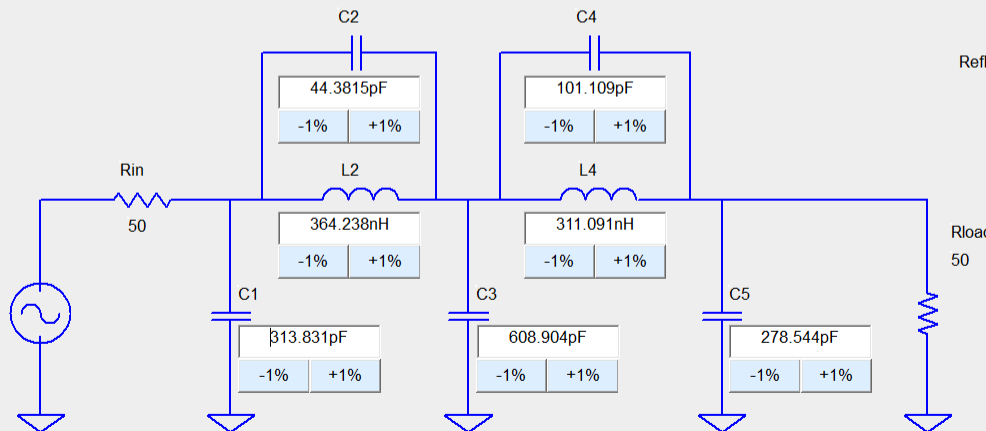 C2
C4
Refl
44.3815pF
101.109pF
-1% +1%
-1% +1%
Rin
L2
L4
50
364.238nH
311.091nH
Rload
50
-1% +1%
-1% +1%
C1
C3
C5
313.831pF
608.904pF
278.544pF
-1% +1%
-1% +1%
-1% +1%